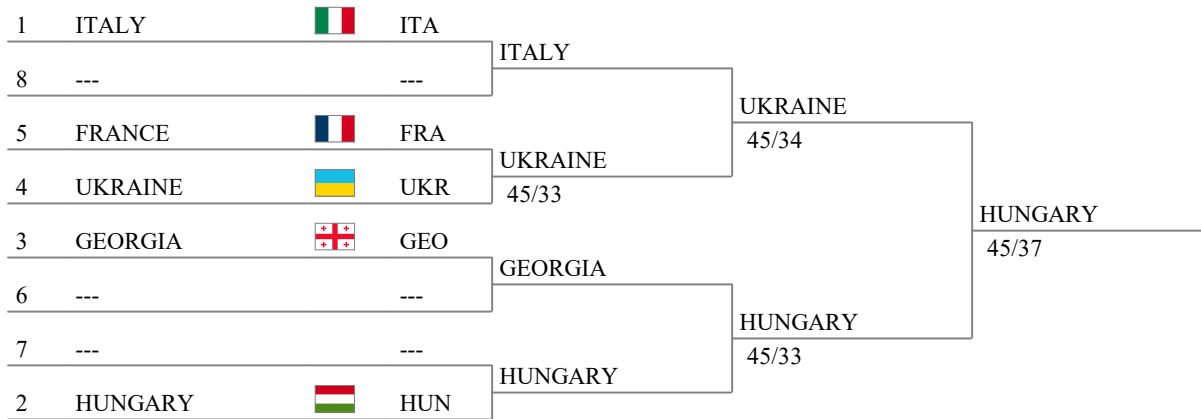 1 ITALY ITA
ITALY
8 --- ---
UKRAINE
45/34
5 FRANCE FRA
UKRAINE
45/33
4 UKRAINE UKR
HUNGARY
45/37
3 GEORGIA GEO
GEORGIA
6 --- ---
HUNGARY
45/33
7 --- ---
HUNGARY
2 HUNGARY HUN